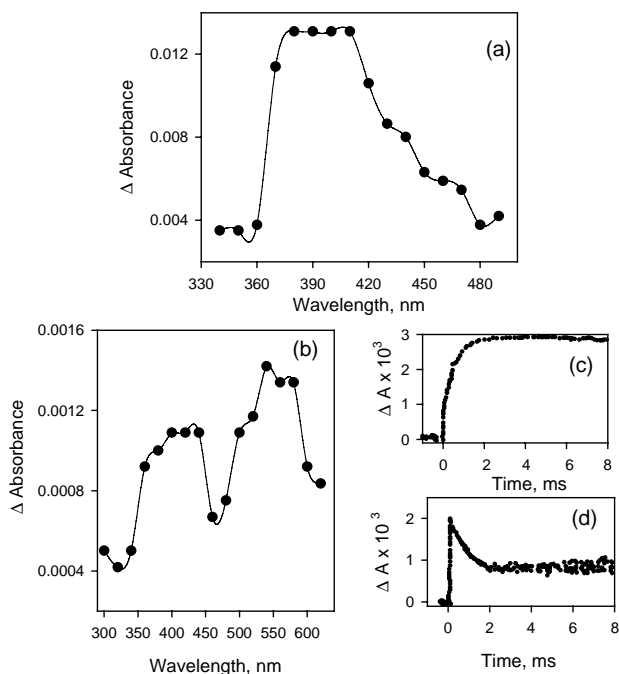 (a)
Δ Absorbance
0.012
0.008
0.004
330 360 390 420 450 480
Wavelength, nm
(b)
Δ Absorbance
0.0016
0.0012
0.0008
0.0004
300 350 400 450 500 550 600
Wavelength, nm
(c)
Δ A x 10³
3
2
1
0
0 2 4 6 8
Time, ms
(d)
Δ A x 10³
2
1
0
0 2 4 6 8
Time, ms